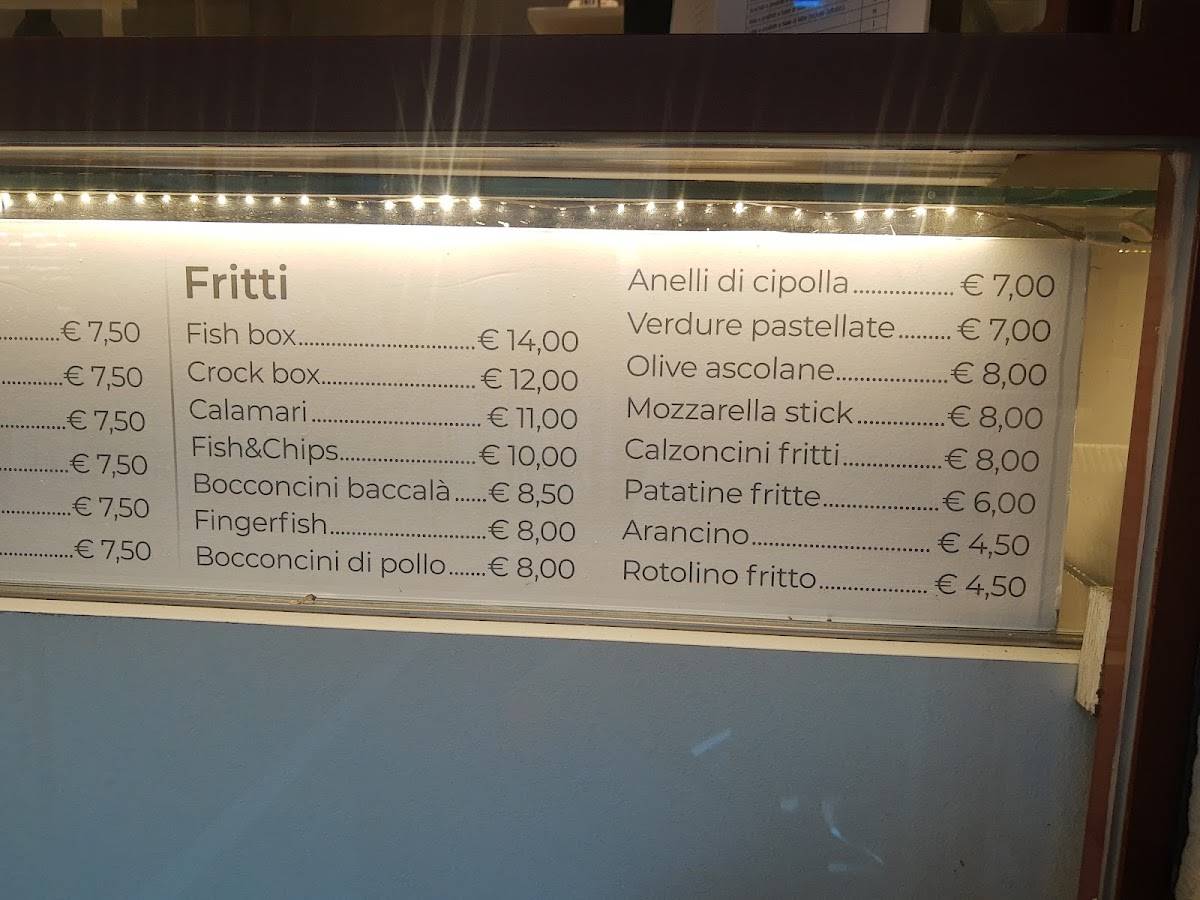 € 7,50
€ 7,50
€ 7,50
€ 7,50
€ 7,50
€ 7,50
Fritti
Fish box............€ 14,00
Crock box............€ 12,00
Calamari............€ 11,00
Fish&Chips............€ 10,00
Bocconcini baccalà......€ 8,50
Fingerfish............€ 8,00
Bocconcini di pollo.......€ 8,00
Anelli di cipolla............€ 7,00
Verdure pastellate.........€ 7,00
Olive ascolane............€ 8,00
Mozzarella stick............€ 8,00
Calzoncini fritti............€ 8,00
Patatine fritte............€ 6,00
Arancino............€ 4,50
Rotolino fritto............€ 4,50